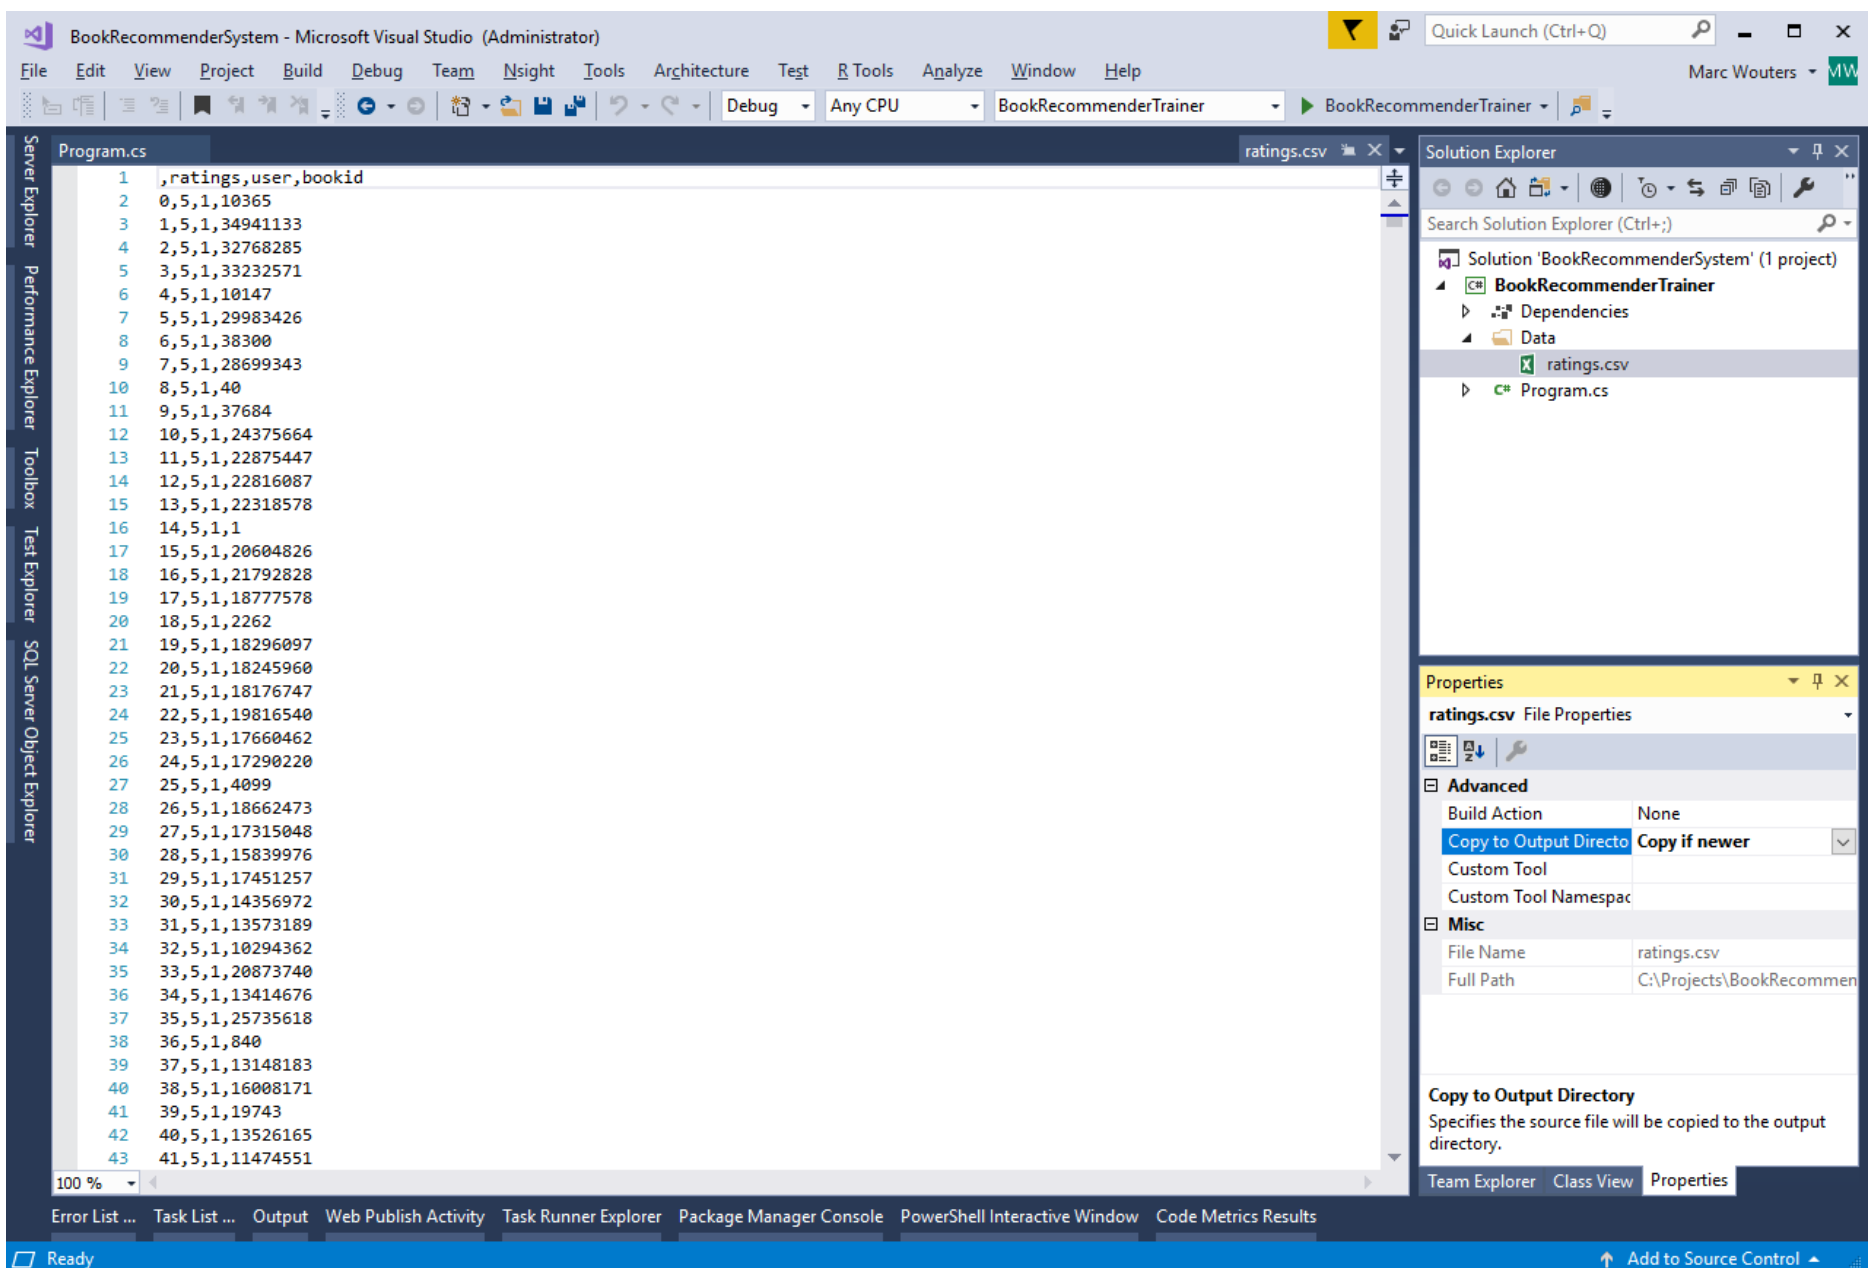 BookRecommenderSystem - Microsoft Visual Studio (Administrator)
Quick Launch (Ctrl+Q)
File Edit View Project Build Debug Team Nsight Tools Architecture Test R Tools Analyze Window Help
Marc Wouters MW
Debug Any CPU BookRecommenderTrainer BookRecommenderTrainer
Server Explorer
Performance Explorer
Toolbox
Test Explorer
SQL Server Object Explorer
Program.cs ratings.csv
1 ,ratings,user,bookid
2 0,5,1,10365
3 1,5,1,34941133
4 2,5,1,32768285
5 3,5,1,33232571
6 4,5,1,10147
7 5,5,1,29983426
8 6,5,1,38300
9 7,5,1,28699343
10 8,5,1,40
11 9,5,1,37684
12 10,5,1,24375664
13 11,5,1,22875447
14 12,5,1,22816087
15 13,5,1,22318578
16 14,5,1,1
17 15,5,1,20604826
18 16,5,1,21792828
19 17,5,1,18777578
20 18,5,1,2262
21 19,5,1,18296097
22 20,5,1,18245960
23 21,5,1,18176747
24 22,5,1,19816540
25 23,5,1,17660462
26 24,5,1,17290220
27 25,5,1,4099
28 26,5,1,18662473
29 27,5,1,17315048
30 28,5,1,15839976
31 29,5,1,17451257
32 30,5,1,14356972
33 31,5,1,13573189
34 32,5,1,10294362
35 33,5,1,20873740
36 34,5,1,13414676
37 35,5,1,25735618
38 36,5,1,840
39 37,5,1,13148183
40 38,5,1,16008171
41 39,5,1,19743
42 40,5,1,13526165
43 41,5,1,11474551
100 %
Solution Explorer
Search Solution Explorer (Ctrl+;)
Solution 'BookRecommenderSystem' (1 project)
C# BookRecommenderTrainer
Dependencies
Data
ratings.csv
C# Program.cs
Properties
ratings.csv File Properties
Advanced
Build Action None
Copy to Output Directo Copy if newer
Custom Tool
Custom Tool Namespac
Misc
File Name ratings.csv
Full Path C:\Projects\BookRecommen
Copy to Output Directory
Specifies the source file will be copied to the output
directory.
Team Explorer Class View Properties
Error List ... Task List ... Output Web Publish Activity Task Runner Explorer Package Manager Console PowerShell Interactive Window Code Metrics Results
Ready Add to Source Control